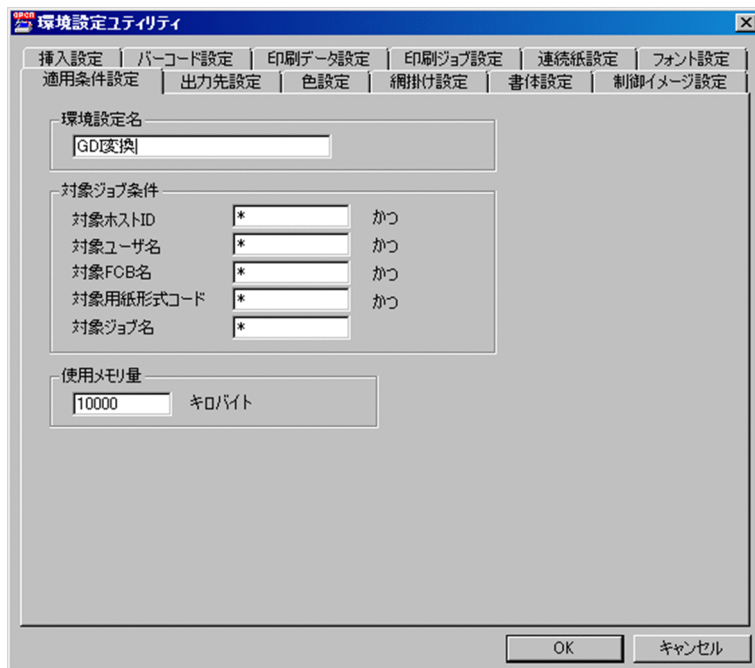 OPEN
環境設定ユティリティ
挿入設定 バーコード設定 印刷データ設定 印刷ジョブ設定 連続紙設定 フォント設定
適用条件設定 出力先設定 色設定 網掛け設定 書体設定 制御イメージ設定
環境設定名
GDI変換
対象ジョブ条件
対象ホストID * かつ
対象ユーザ名 * かつ
対象FCB名 * かつ
対象用紙形式コード * かつ
対象ジョブ名 *
使用メモリ量
10000 キロバイト
OK キャンセル